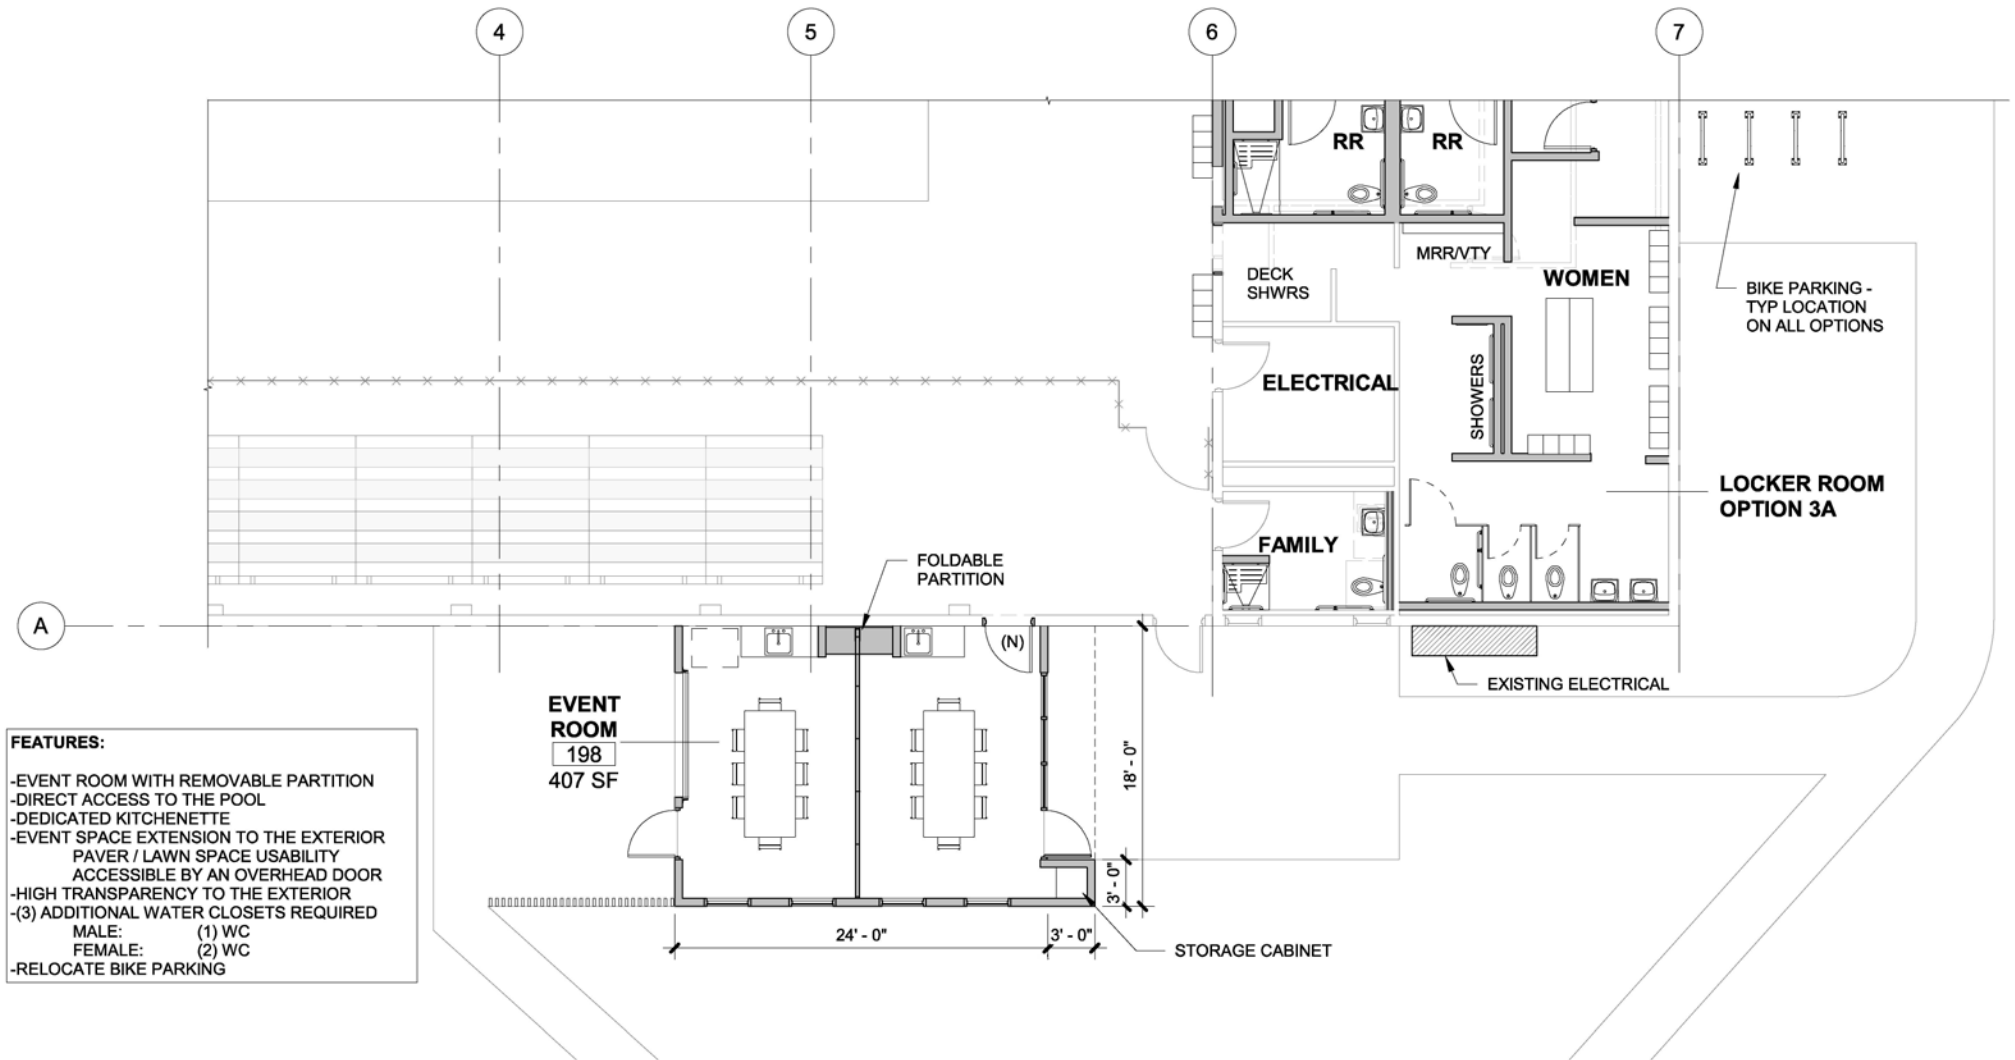 4
5
6
7
RR
RR
MRR/VTY
DECK
SHWRS
WOMEN
BIKE PARKING -
TYP LOCATION
ON ALL OPTIONS
ELECTRICAL
SHOWERS
LOCKER ROOM
OPTION 3A
FAMILY
FOLDABLE
PARTITION
A
(N)
EXISTING ELECTRICAL
EVENT
ROOM
198
407 SF
18' - 0"
3' - 0"
24' - 0"
3' - 0"
STORAGE CABINET
FEATURES:
-EVENT ROOM WITH REMOVABLE PARTITION
-DIRECT ACCESS TO THE POOL
-DEDICATED KITCHENETTE
-EVENT SPACE EXTENSION TO THE EXTERIOR
PAVER / LAWN SPACE USABILITY
ACCESSIBLE BY AN OVERHEAD DOOR
-HIGH TRANSPARENCY TO THE EXTERIOR
-(3) ADDITIONAL WATER CLOSETS REQUIRED
MALE: (1) WC
FEMALE: (2) WC
-RELOCATE BIKE PARKING